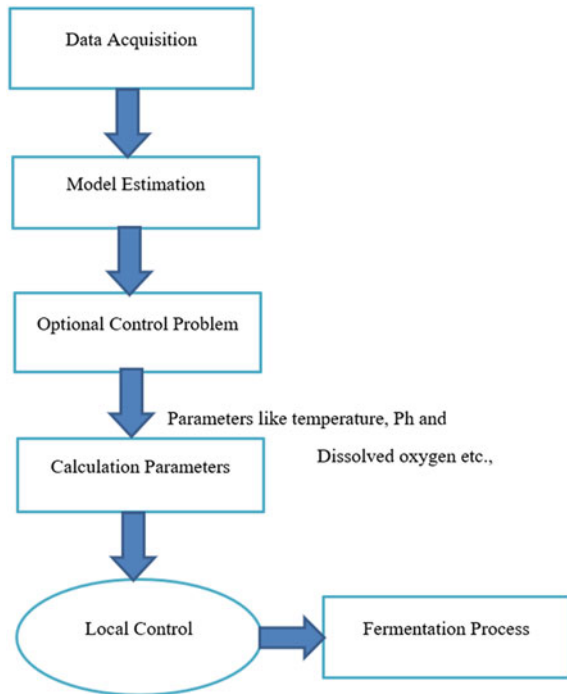 Data Acquisition
Model Estimation
Optional Control Problem
Parameters like temperature, Ph and
Dissolved oxygen etc.,
Calculation Parameters
Local Control
Fermentation Process